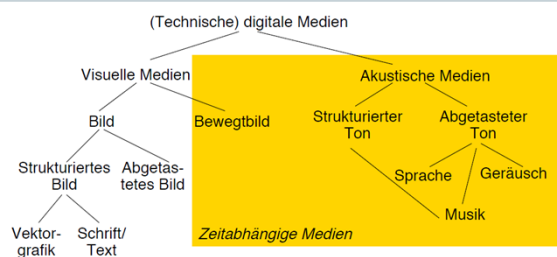 (Technische) digitale Medien
Visuelle Medien
Akustische Medien
Bild
Bewegtbild
Strukturierter
Ton
Abgetasteter
Ton
Strukturiertes
Bild
Abgetas-
tetes Bild
Sprache
Geräusch
Musik
Vektor-
grafik
Schrift/
Text
Zeitabhängige Medien